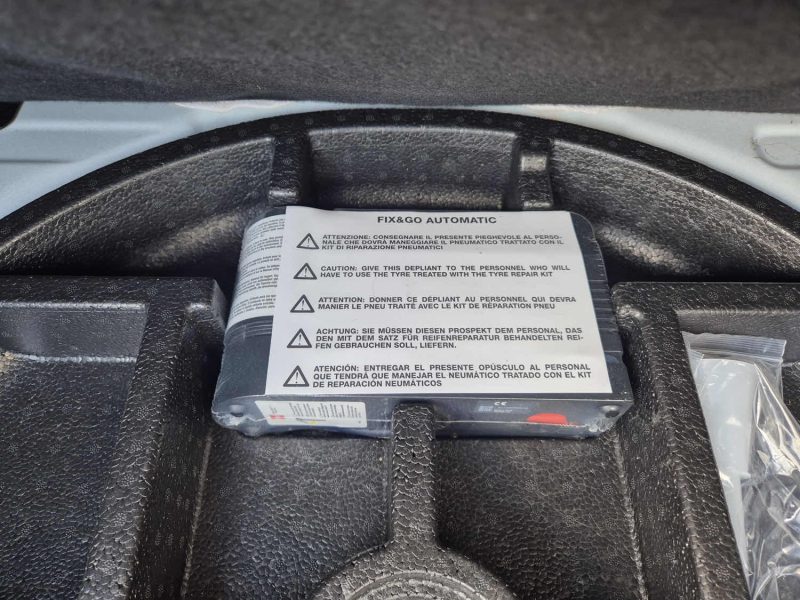 FIX&GO AUTOMATIC
ATTENZIONE: CONSEGNARE IL PRESENTE PIEGHEVOLE AL PERSO-
NALE CHE DOVRÀ MANEGGIARE IL PNEUMATICO TRATTATO CON IL
KIT DI RIPARAZIONE PNEUMATICI
CAUTION: GIVE THIS DEPLIANT TO THE PERSONNEL WHO WILL
HAVE TO USE THE TYRE TREATED WITH THE TYRE REPAIR KIT
ATTENTION: DONNER CE DÉPLIANT AU PERSONNEL QUI DEVRA
MANIER LE PNEU TRAITÉ AVEC LE KIT DE RÉPARATION PNEU
ACHTUNG: SIE MÜSSEN DIESEN PROSPEKT DEM PERSONAL, DAS
DEN MIT DEM SATZ FÜR REIFENREPARATUR BEHANDELTEN REI-
FEN GEBRAUCHEN SOLL, LIEFERN.
ATENCIÓN: ENTREGAR EL PRESENTE OPÚSCULO AL PERSONAL
QUE TENDRÁ QUE MANEJAR EL NEUMÁTICO TRATADO CON EL KIT
DE REPARACIÓN NEUMÁTICOS
CE